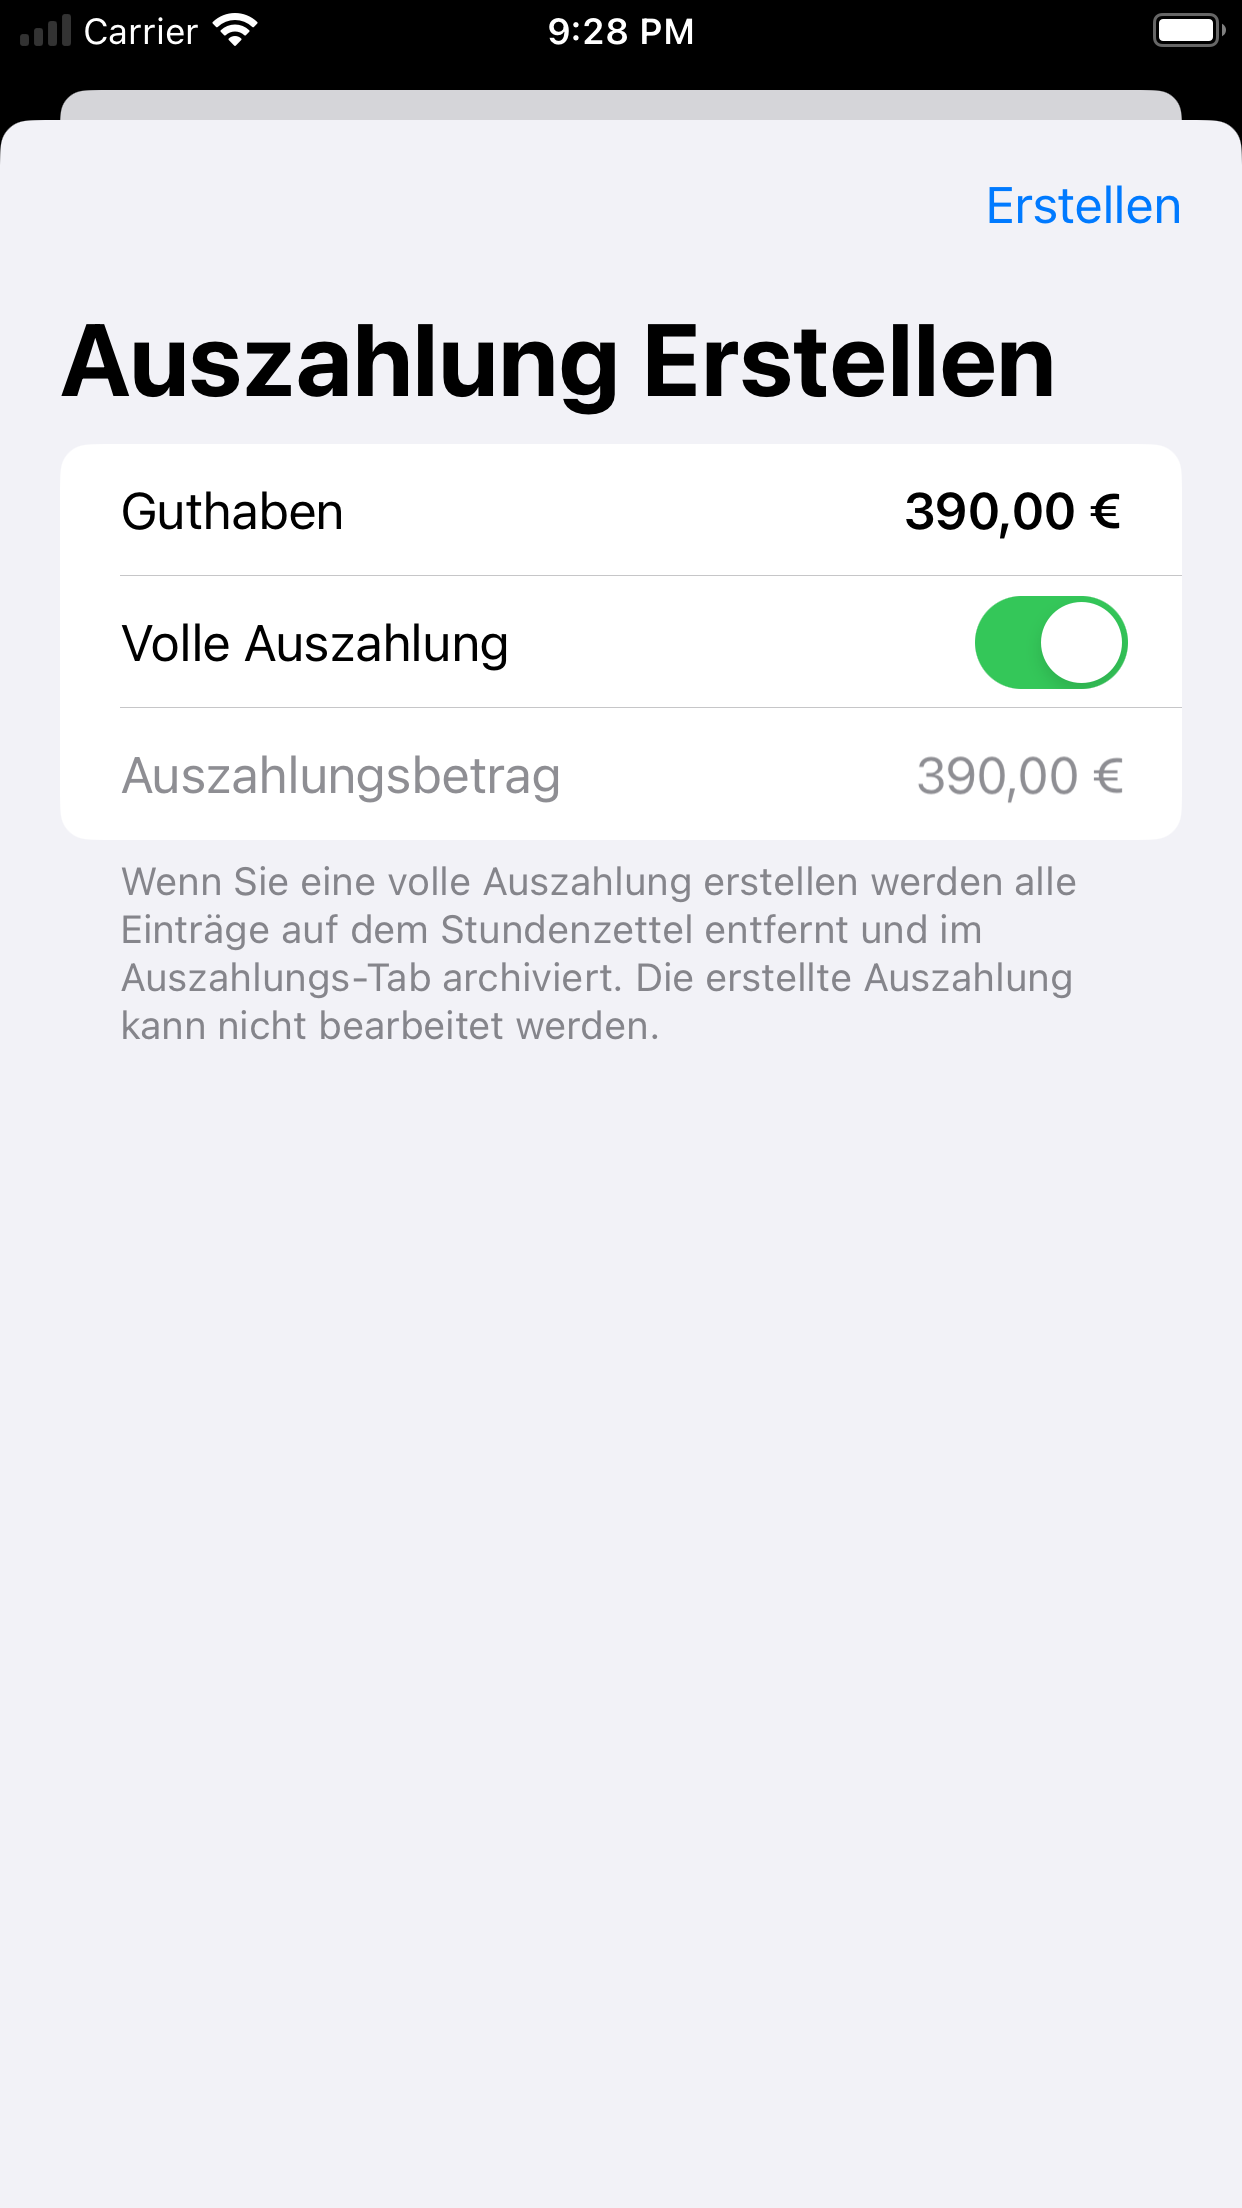 Carrier 9:28 PM
Erstellen
Auszahlung Erstellen
Guthaben 390,00 €
Volle Auszahlung
Auszahlungsbetrag 390,00 €
Wenn Sie eine volle Auszahlung erstellen werden alle
Einträge auf dem Stundenzettel entfernt und im
Auszahlungs-Tab archiviert. Die erstellte Auszahlung
kann nicht bearbeitet werden.